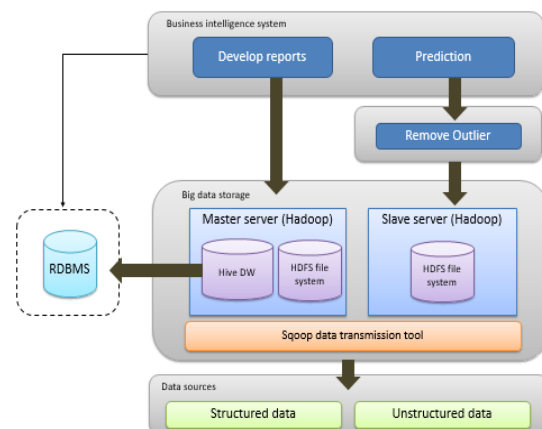 Business intelligence system
Develop reports
Prediction
Remove Outlier
Big data storage
Master server (Hadoop)
Slave server (Hadoop)
RDBMS
Hive DW
HDFS file
system
HDFS file
system
Sqoop data transmission tool
Data sources
Structured data
Unstructured data